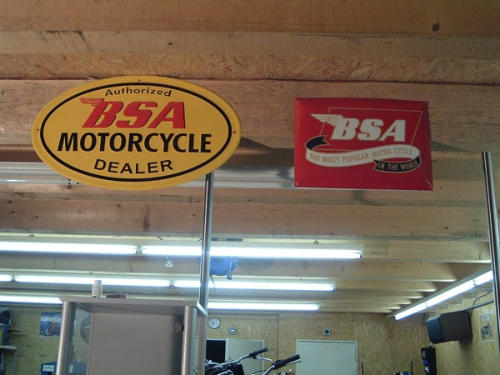 Authorized
BSA
MOTORCYCLE
DEALER
BSA
THE MOST POPULAR MOTOR CYCLE
IN THE WORLD